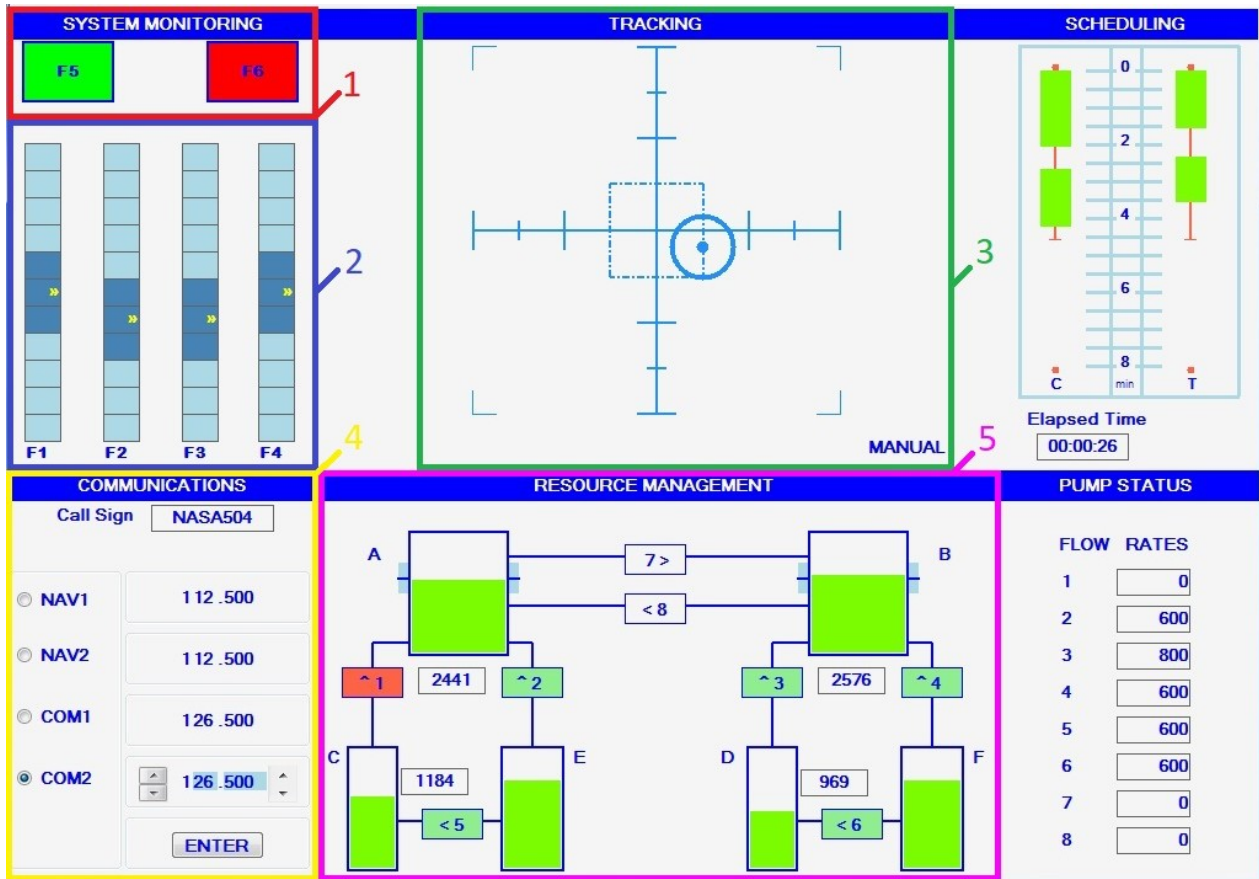 SYSTEM MONITORING
F5
F6
1
»
»
»
»
F1
F2
F3
F4
2
TRACKING
3
MANUAL
SCHEDULING
0
2
4
6
8
C
min
T
Elapsed Time
00:00:26
4
COMMUNICATIONS
Call Sign
NASA504
NAV1
112 .500
NAV2
112 .500
COM1
126 .500
COM2
126 .500
ENTER
5
RESOURCE MANAGEMENT
A
7 >
B
< 8
^ 1
2441
^ 2
^ 3
2576
^ 4
C
E
D
F
1184
969
< 5
< 6
PUMP STATUS
FLOW RATES
1 0
2 600
3 800
4 600
5 600
6 600
7 0
8 0